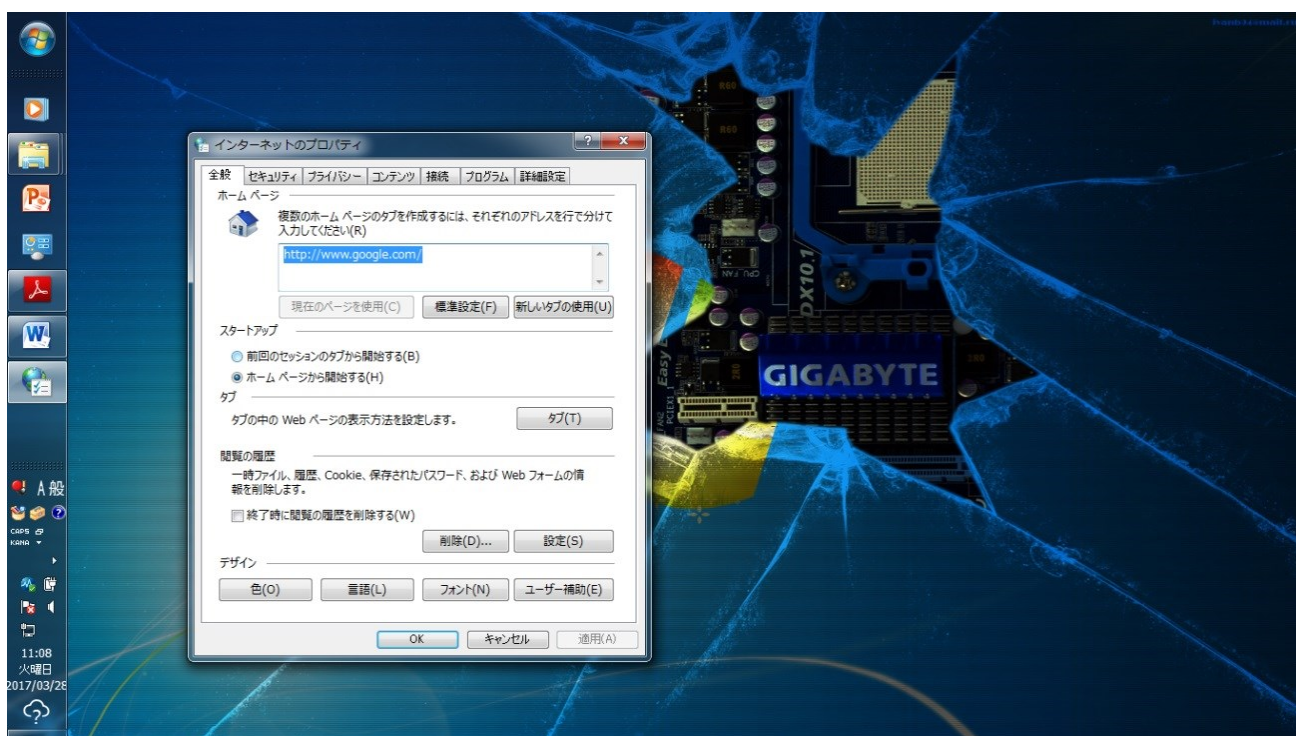 インターネットのプロパティ
全般 セキュリティ プライバシー コンテンツ 接続 プログラム 詳細設定
ホーム ページ
複数のホーム ページのタブを作成するには、それぞれのアドレスを行で分けて
入力してください(R)
http://www.google.com/
現在のページを使用(C) 標準設定(F) 新しいタブの使用(U)
スタートアップ
前回のセッションのタブから開始する(B)
ホーム ページから開始する(H)
タブ
タブの中の Web ページの表示方法を設定します。 タブ(T)
閲覧の履歴
一時ファイル、履歴、Cookie、保存されたパスワード、および Web フォームの情
報を削除します。
終了時に閲覧の履歴を削除する(W)
削除(D)... 設定(S)
デザイン
色(O) 言語(L) フォント(N) ユーザー補助(E)
OK キャンセル 適用(A)
A 般
CAPS
KANA
11:08
火曜日
2017/03/28
R60
R60
CPU FAN
DX10.1
Easy
GIGABYTE
1R0
PCIEX1_1